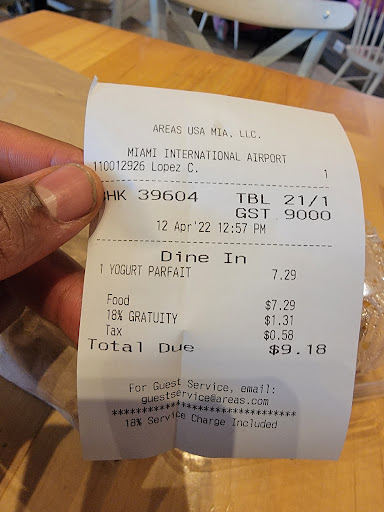 AREAS USA MIA, LLC.
MIAMI INTERNATIONAL AIRPORT
110012926 Lopez C. 1
CHK 39604 TBL 21/1
GST 9000
12 Apr'22 12:57 PM
Dine In
1 YOGURT PARFAIT 7.29
Food $7.29
18% GRATUITY $1.31
Tax $0.58
Total Due $9.18
For Guest Service, email:
guestservice@areas.com
*******************************
18% Service Charge Included